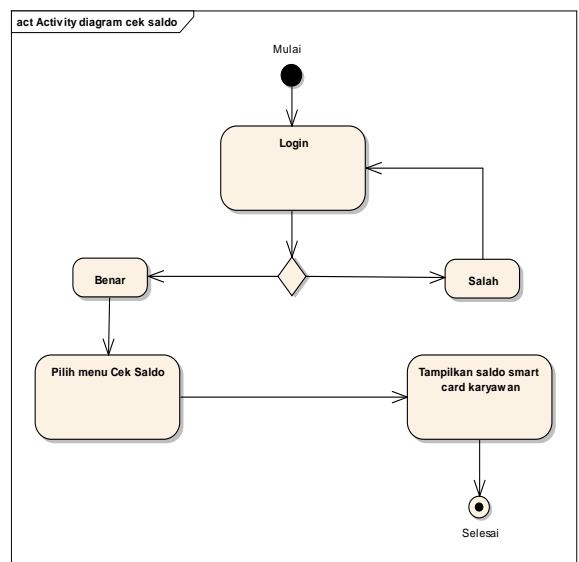 act Activity diagram cek saldo
Mulai
Login
Benar
Salah
Pilih menu Cek Saldo
Tampilkan saldo smart
card karyawan
Selesai